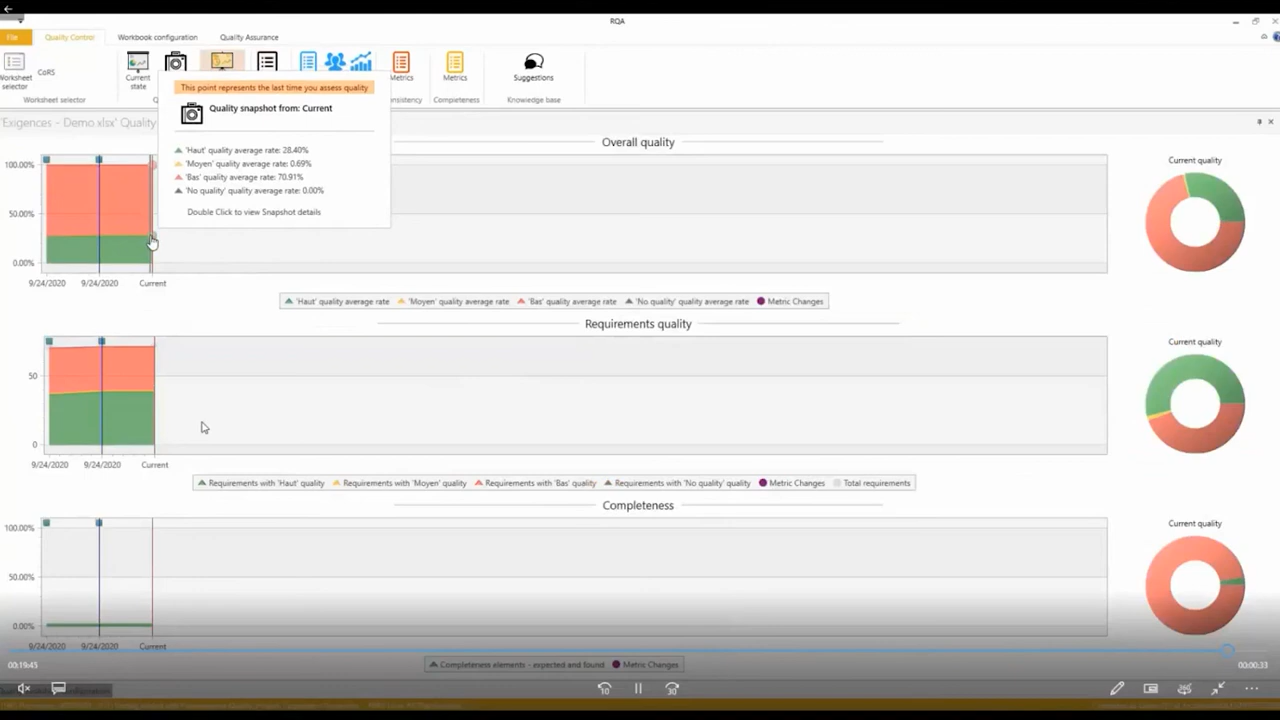 RQA
File Quality Control Workbook configuration Quality Assurance
Worksheet selector
CoRS
Current state
Metrics
Metrics
Suggestions
Worksheet selector
Completeness
Knowledge base
This point represents the last time you assess quality
Quality snapshot from: Current
'Haut' quality average rate: 28.40%
'Moyen' quality average rate: 0.69%
'Bas' quality average rate: 70.91%
'No quality' quality average rate: 0.00%
Double Click to view Snapshot details
'Exigences - Demo.xlsx' Quality
Overall quality
Current quality
100.00%
50.00%
0.00%
9/24/2020 9/24/2020 Current
'Haut' quality average rate 'Moyen' quality average rate 'Bas' quality average rate 'No quality' quality average rate Metric Changes
Requirements quality
Current quality
50
0
9/24/2020 9/24/2020 Current
Requirements with 'Haut' quality Requirements with 'Moyen' quality Requirements with 'Bas' quality Requirements with 'No quality' quality Metric Changes Total requirements
Completeness
Current quality
100.00%
50.00%
0.00%
9/24/2020 9/24/2020 Current
Completeness elements - expected and found Metric Changes
00:19:45
00:00:33
10
30